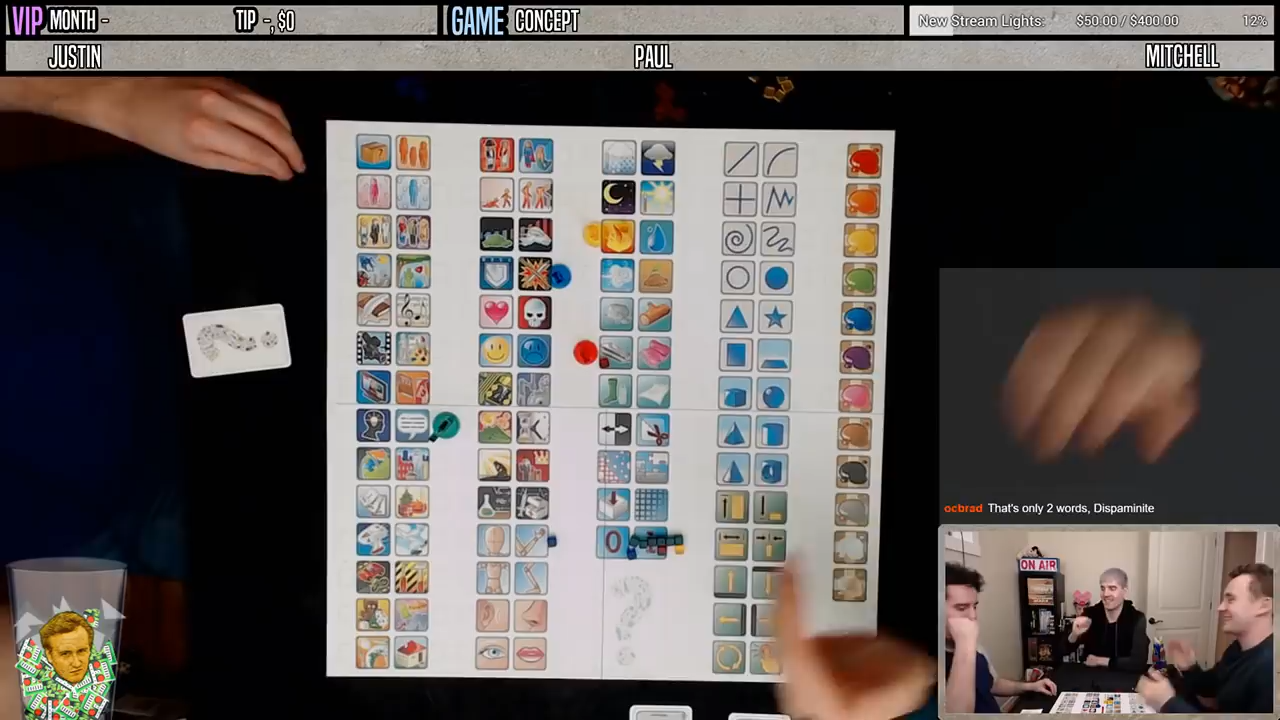 VIP MONTH -
TIP -, $0
GAME CONCEPT
New Stream Lights: $50.00 / $400.00 12%
JUSTIN
PAUL
MITCHELL
0
ocbrad That's only 2 words, Dispaminite
ON AIR